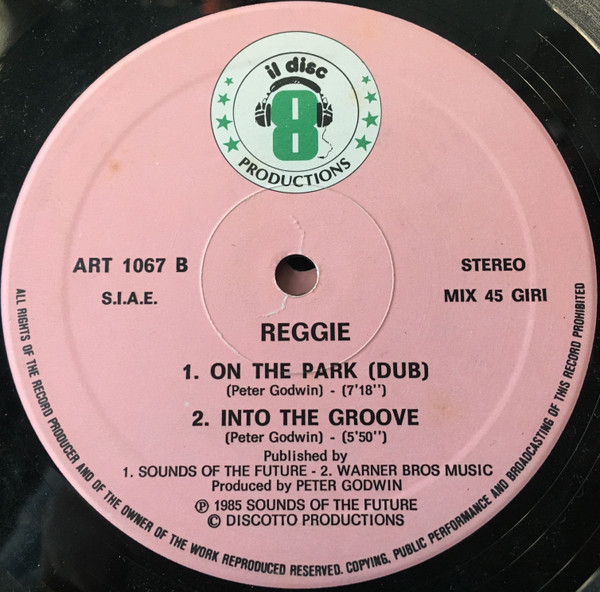 il disc
8
PRODUCTIONS
ART 1067 B
STEREO
S.I.A.E.
MIX 45 GIRI
REGGIE
1. ON THE PARK (DUB)
(Peter Godwin) - (7'18'')
2. INTO THE GROOVE
(Peter Godwin) - (5'50'')
Published by
1. SOUNDS OF THE FUTURE - 2. WARNER BROS MUSIC
Produced by PETER GODWIN
Ⓟ 1985 SOUNDS OF THE FUTURE
© DISCOTTO PRODUCTIONS
ALL RIGHTS OF THE RECORD PRODUCER AND OF THE OWNER OF THE WORK REPRODUCED RESERVED. COPYING, PUBLIC PERFORMANCE AND BROADCASTING OF THIS RECORD PROHIBITED